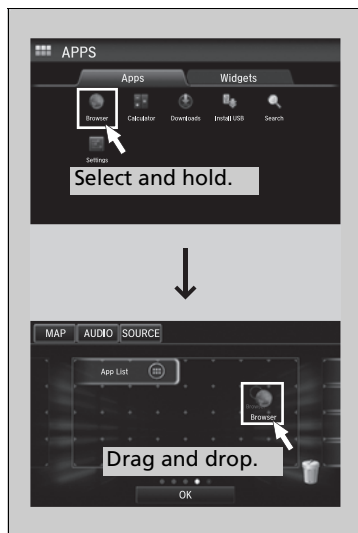 APPS
Apps Widgets
Browser Calculator Downloads Install USB Search
Settings
Select and hold.
MAP AUDIO SOURCE
App List
Browser
Drag and drop.
OK